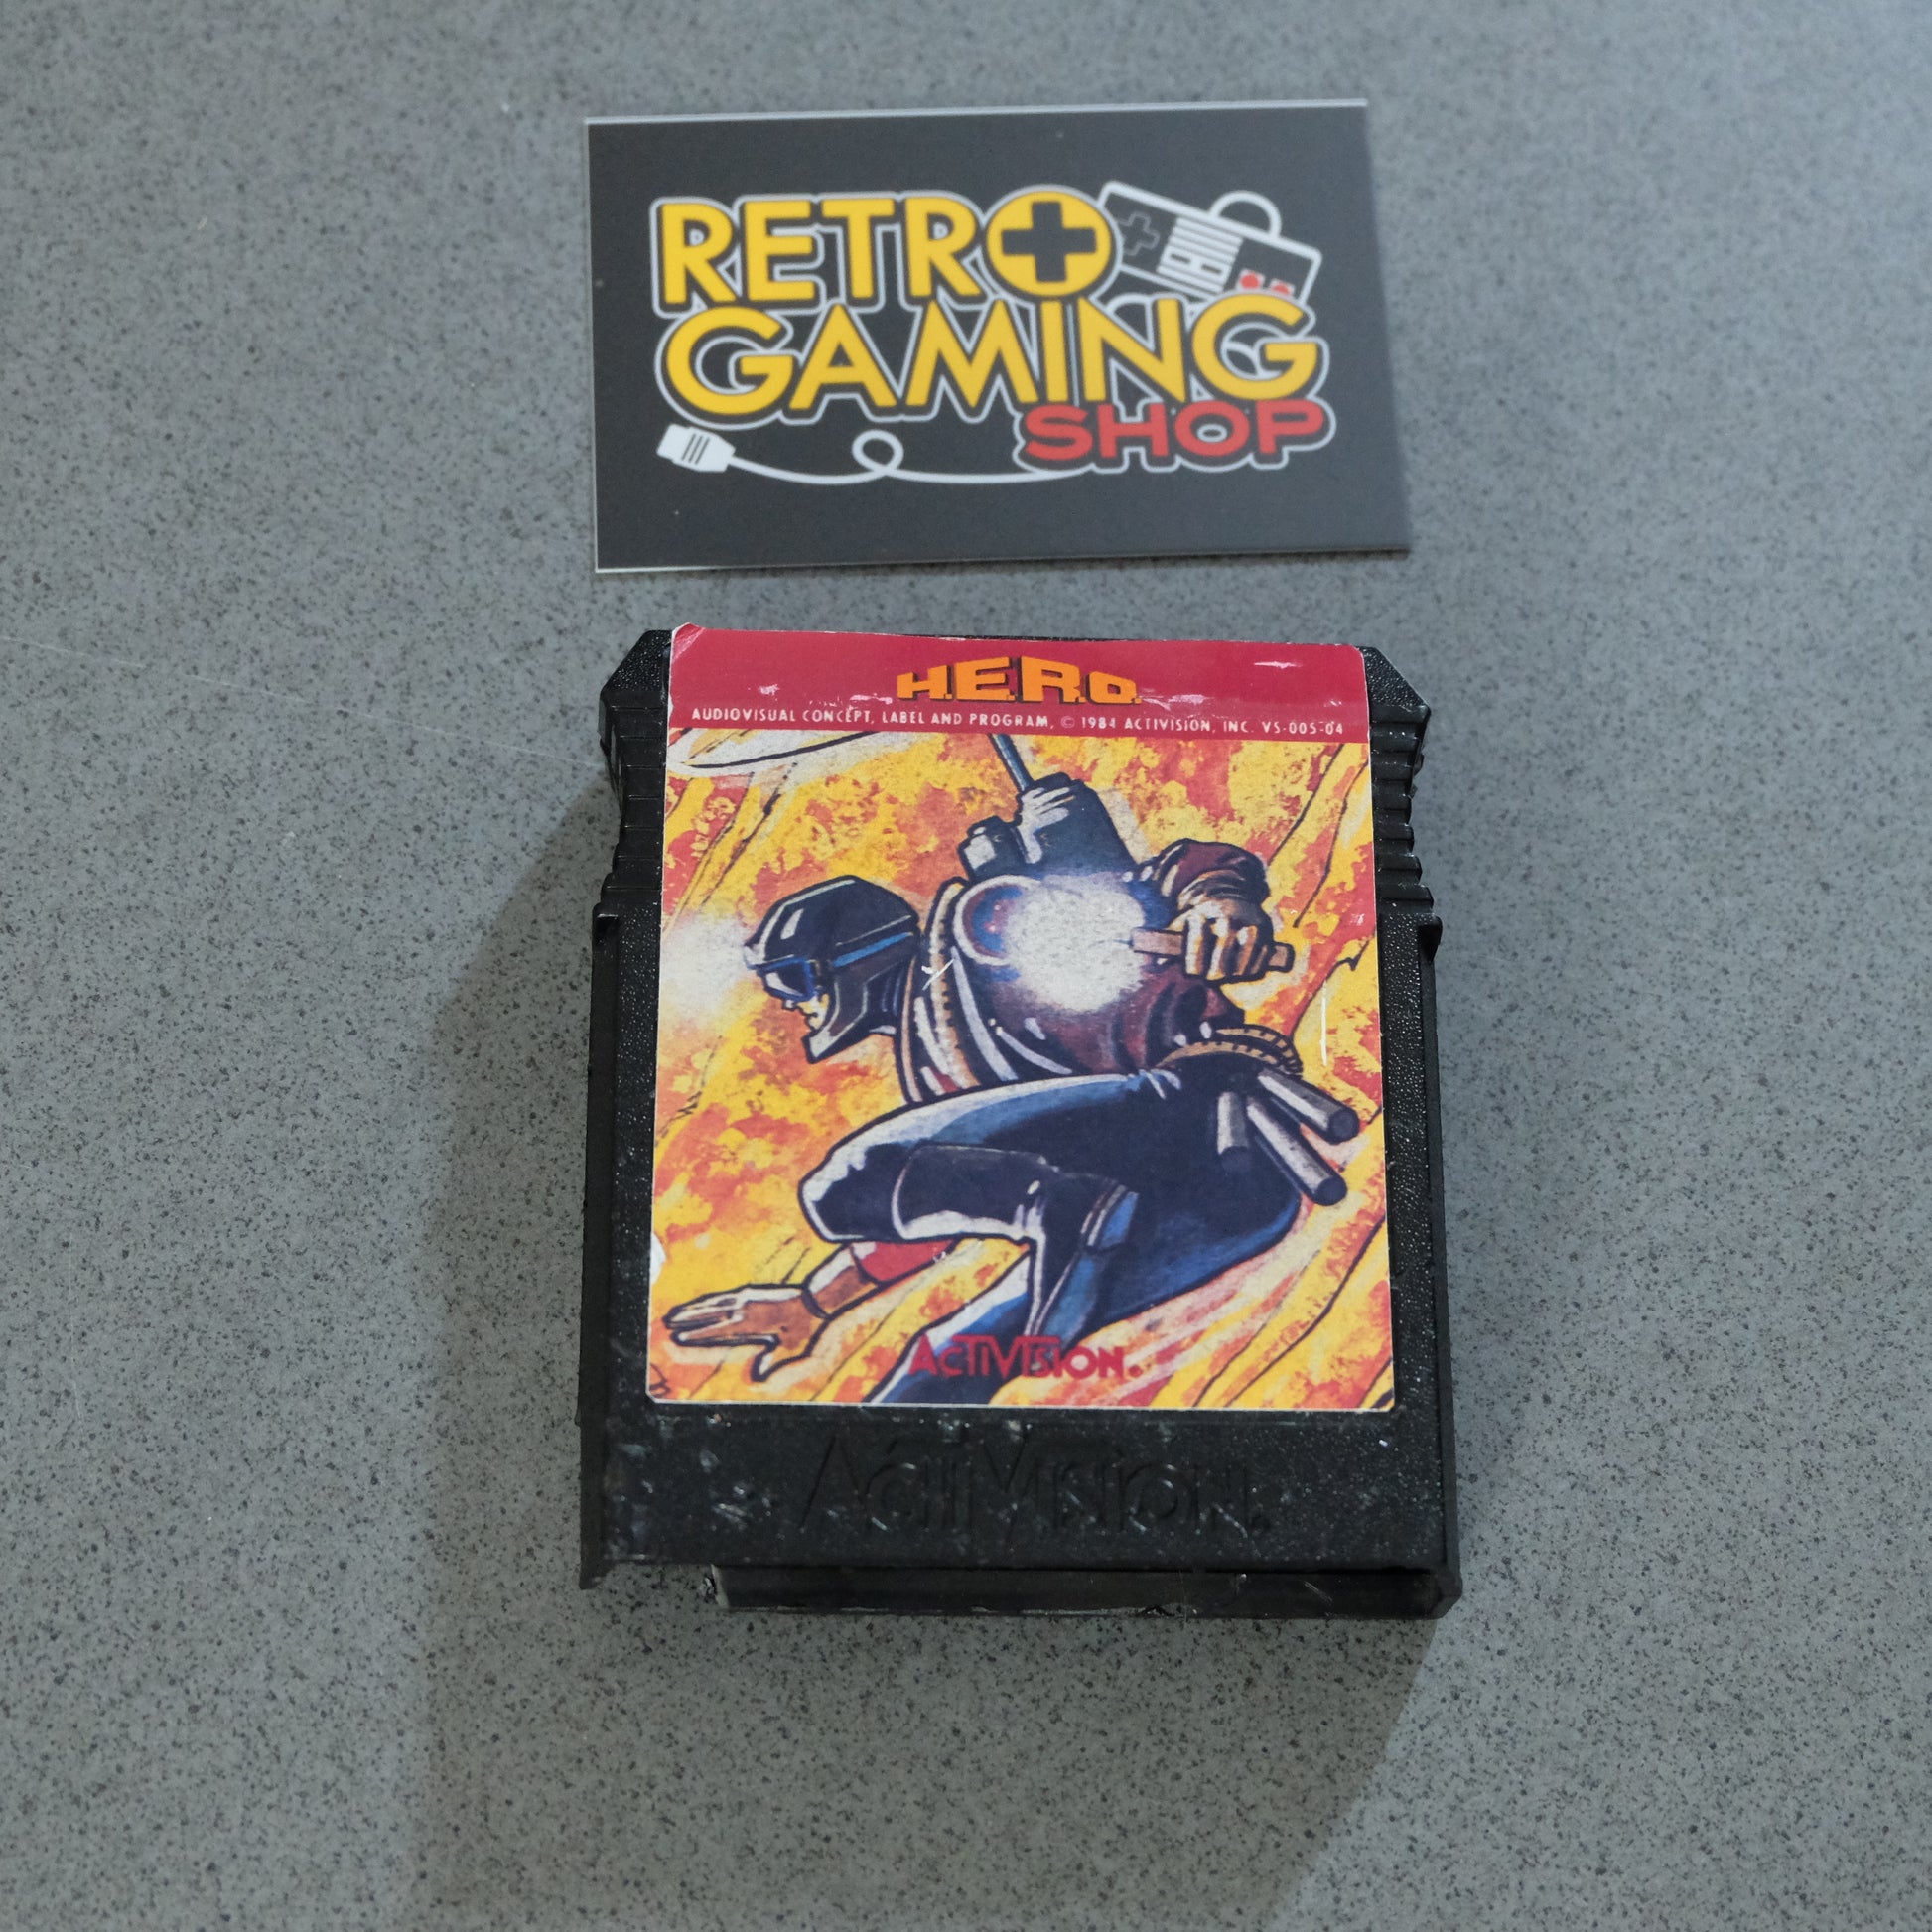 RETRO
GAMING
SHOP
H.E.R.O.
AUDIOVISUAL CONCEPT, LABEL AND PROGRAM, © 1984 ACTIVISION, INC. VS-005-04
ACTIVISION.
ACTIVISION.